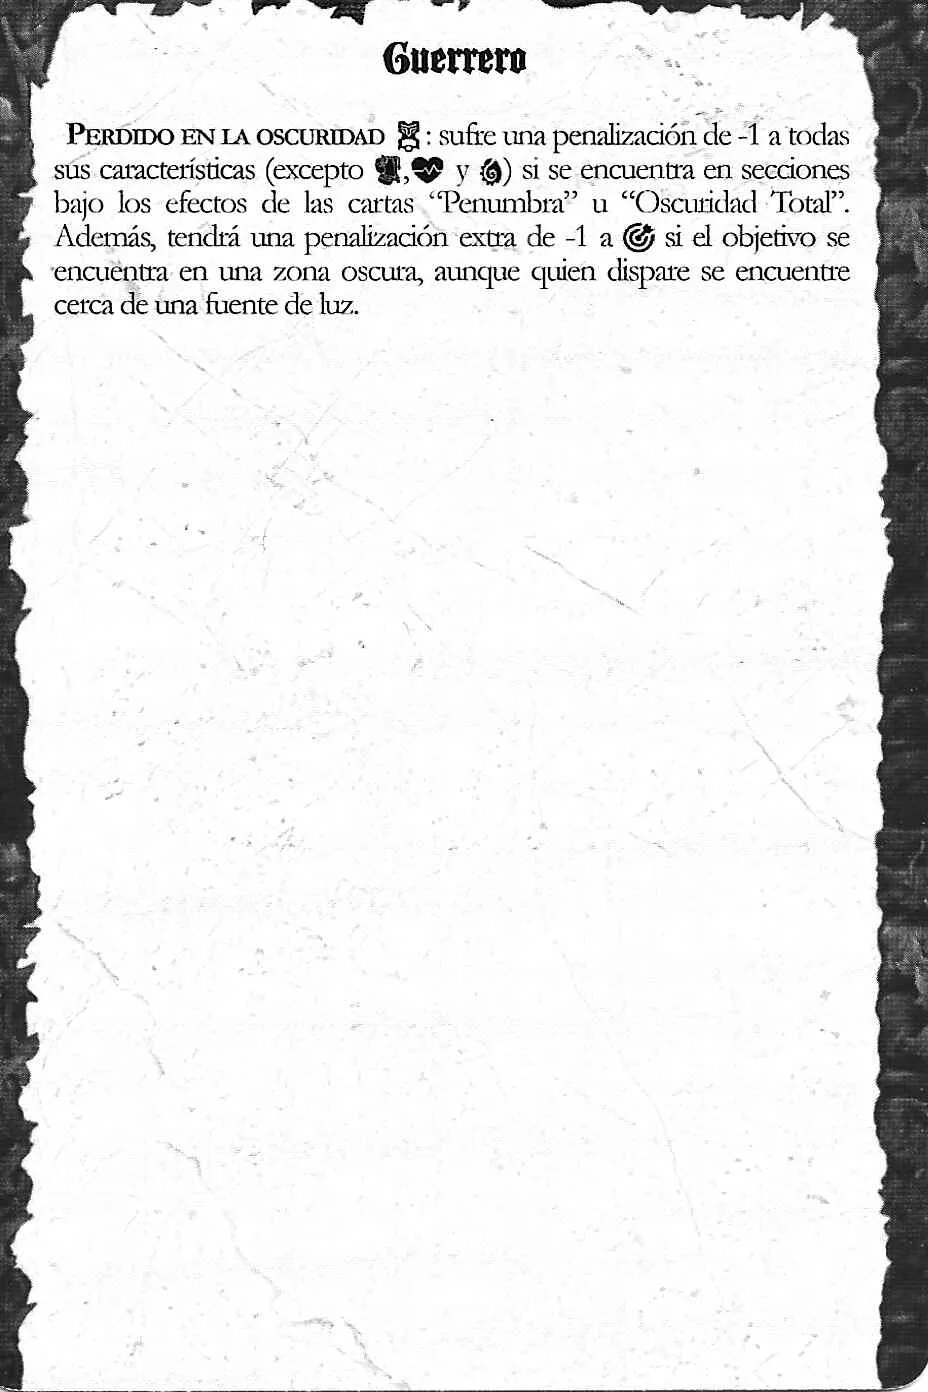 Guerrero
PERDIDO EN LA OSCURIDAD : sufre una penalización de -1 a todas
sus características (excepto , y ) si se encuentra en secciones
bajo los efectos de las cartas “Penumbra” u “Oscuridad Total”.
Además, tendrá una penalización extra de -1 a si el objetivo se
encuentra en una zona oscura, aunque quien dispare se encuentre
cerca de una fuente de luz.